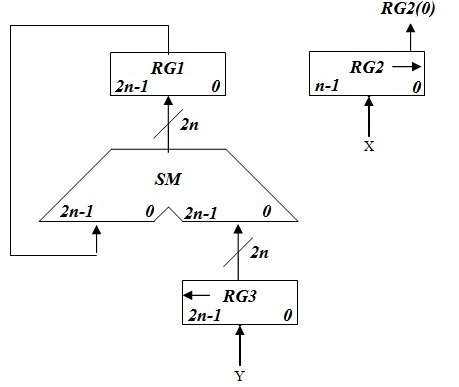 RG2(0)
RG1
2n-1 0
RG2
n-1 0
2n
X
SM
2n-1 0 2n-1 0
2n
RG3
2n-1 0
Y